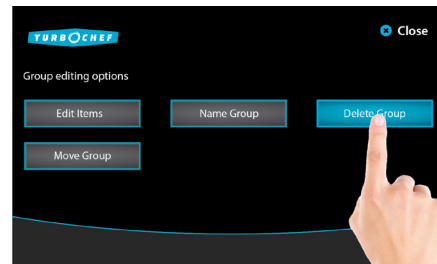 TURBOCHEF
Close
Group editing options
Edit Items
Name Group
Delete Group
Move Group